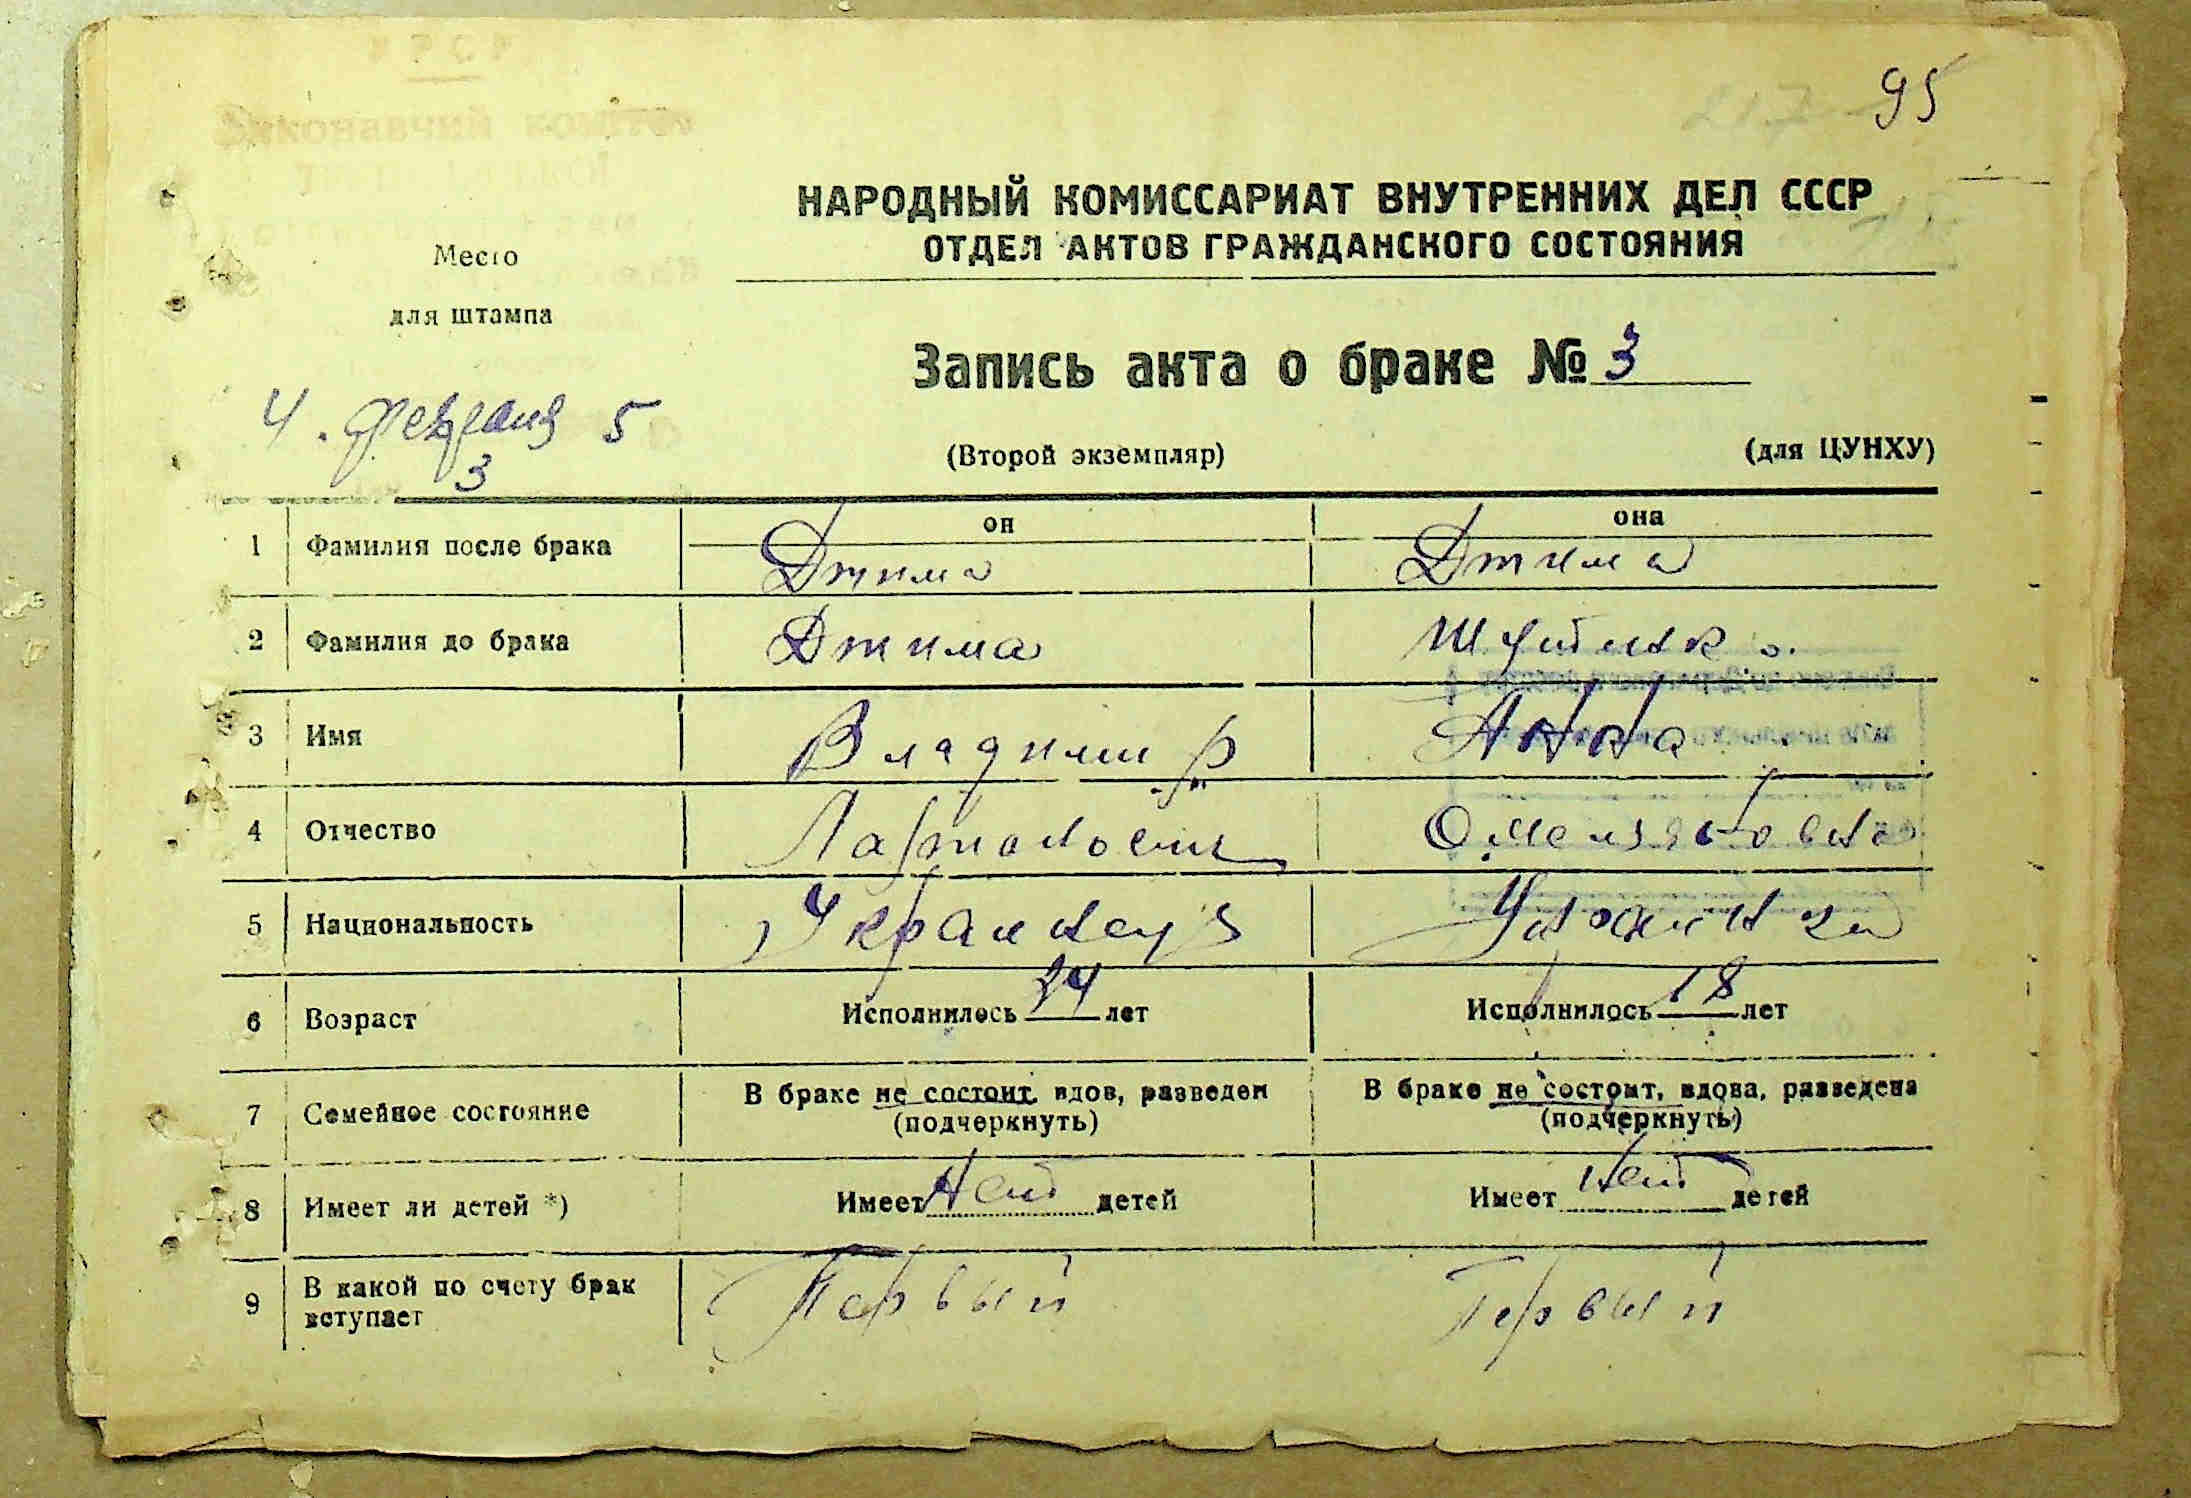 95
НАРОДНЫЙ КОМИССАРИАТ ВНУТРЕННИХ ДЕЛ СССР
ОТДЕЛ АКТОВ ГРАЖДАНСКОГО СОСТОЯНИЯ
Место
для штампа
Запись акта о браке № 3
4. февраля 5
3
(Второй экземпляр) (для ЦУНХУ)
он она
1 Фамилия после брака Джима Джима
2 Фамилия до брака Джима
3 Имя Владимир Анна
4 Отчество
5 Национальность Украинец Украинка
6 Возраст Исполнилось 24 лет Исполнилось 18 лет
7 Семейное состояние В браке не состоит, вдов, разведен В браке не состоит, вдова, разведена
(подчеркнуть) (подчеркнуть)
8 Имеет ли детей *) Имеет нет детей Имеет нет детей
9 В какой по счету брак вступает Первый Первый